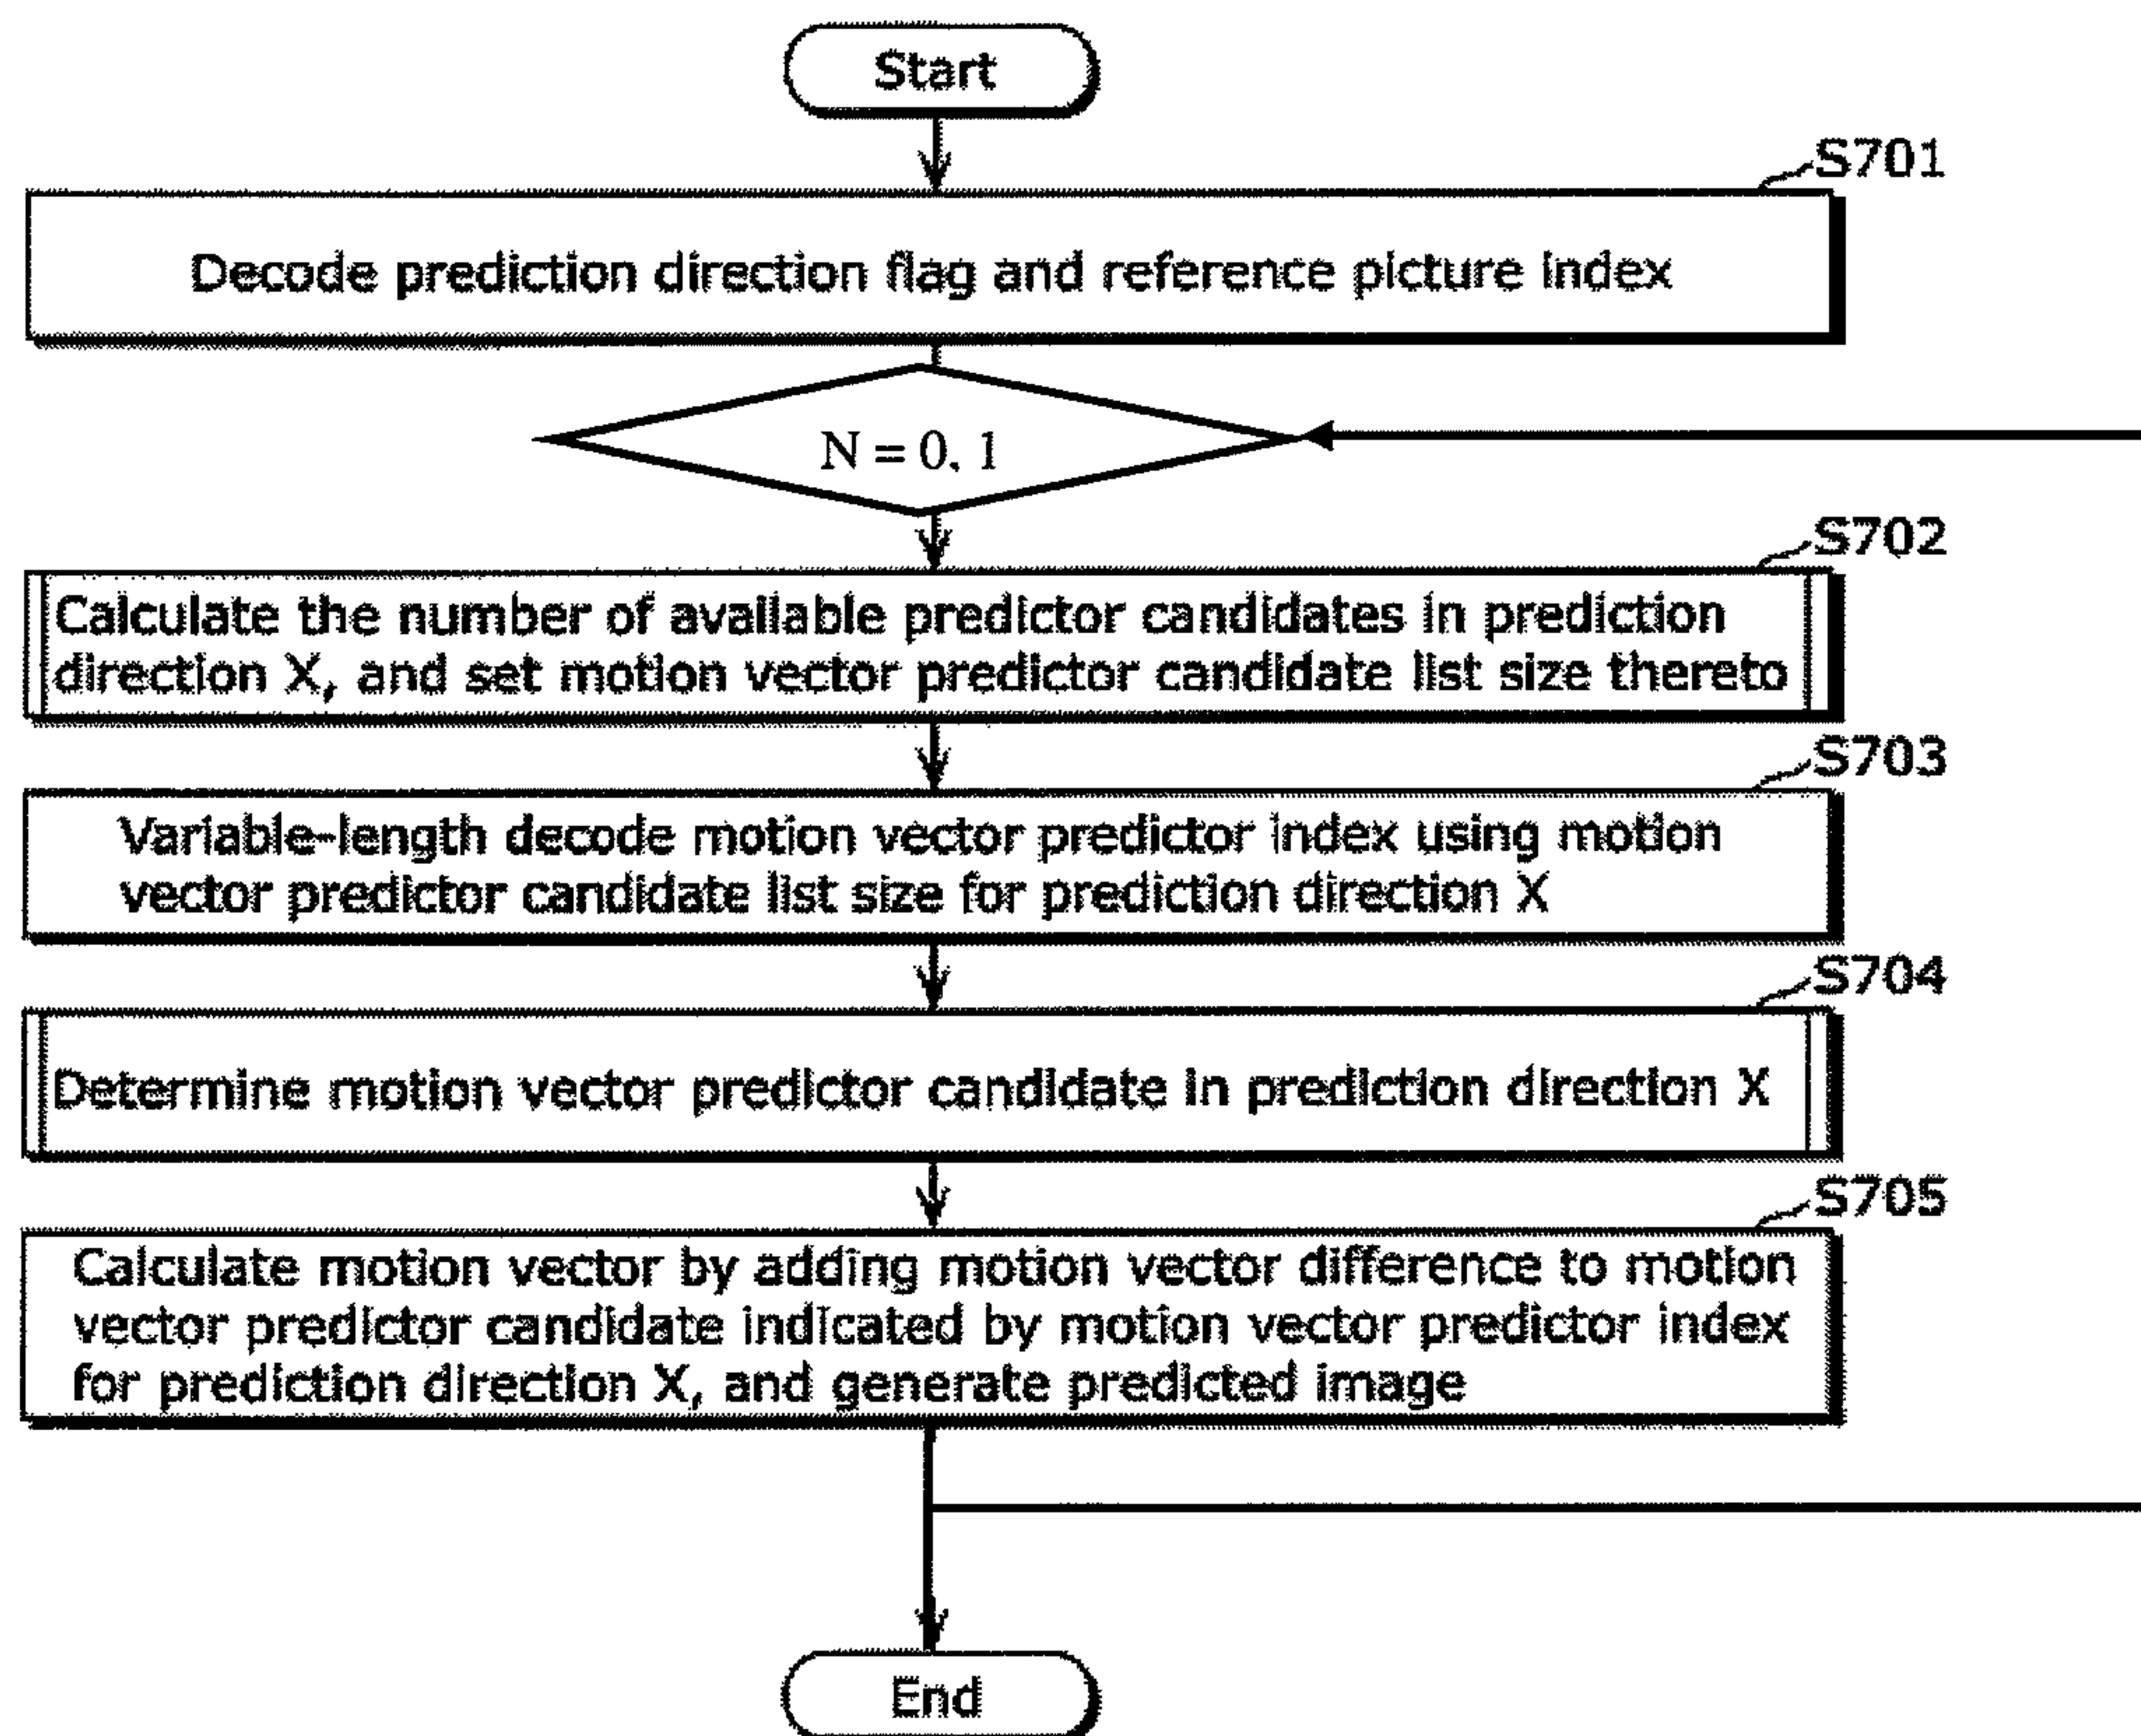 Start
S701
Decode prediction direction flag and reference picture index
N = 0, 1
S702
Calculate the number of available predictor candidates in prediction
direction X, and set motion vector predictor candidate list size thereto
S703
Variable-length decode motion vector predictor index using motion
vector predictor candidate list size for prediction direction X
S704
Determine motion vector predictor candidate in prediction direction X
S705
Calculate motion vector by adding motion vector difference to motion
vector predictor candidate indicated by motion vector predictor index
for prediction direction X, and generate predicted image
End